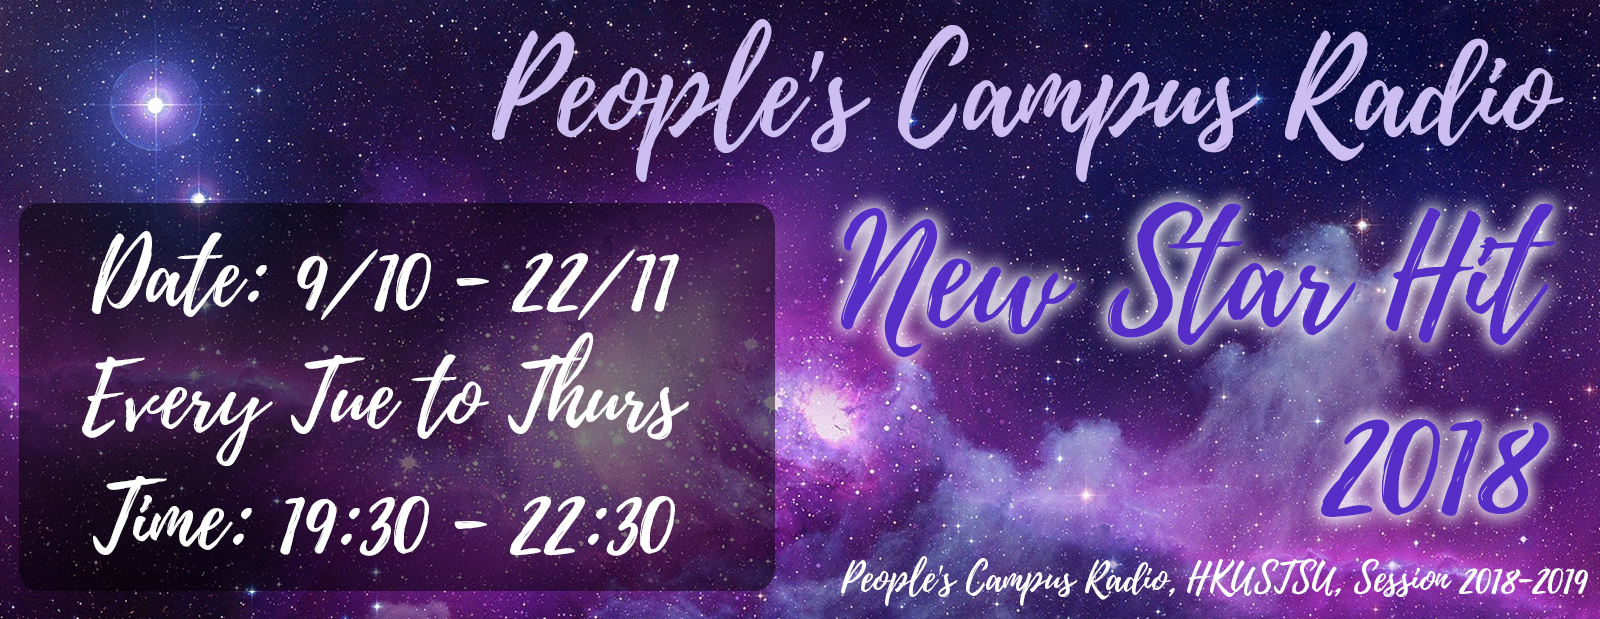 People's Campus Radio
New Star Hit
2018
Date: 9/10 - 22/11
Every Tue to Thurs
Time: 19:30 - 22:30
People's Campus Radio, HKUSTSU, Session 2018-2019